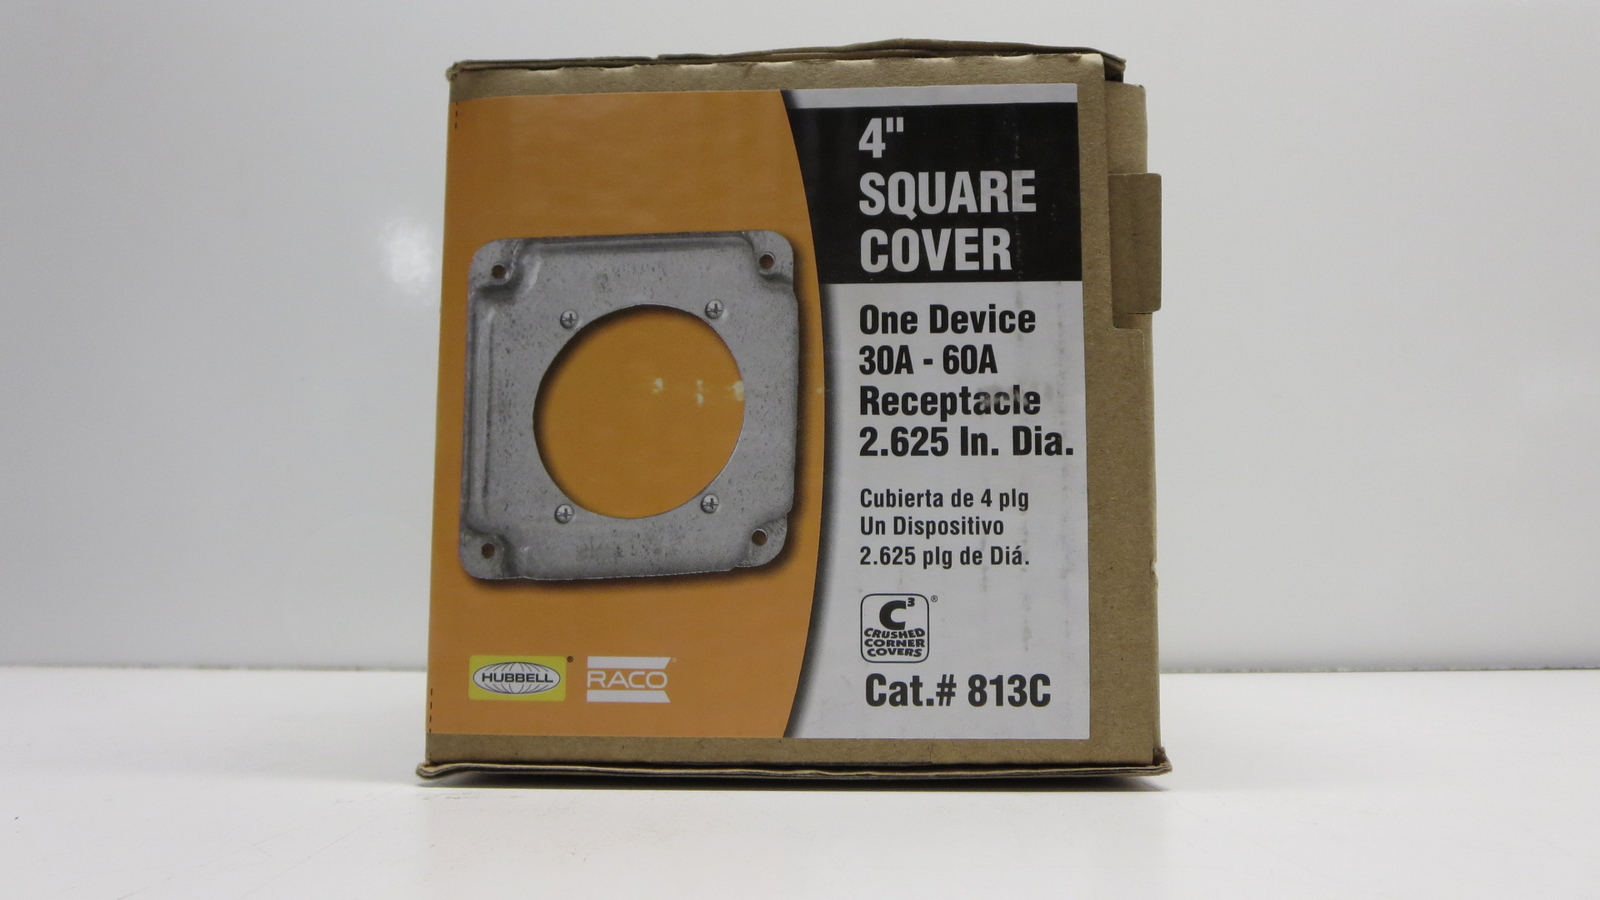 4"
SQUARE
COVER
One Device
30A - 60A
Receptacle
2.625 In. Dia.
Cubierta de 4 plg
Un Dispositivo
2.625 plg de Diá.
C³ ®
CRUSHED
CORNER
COVERS
Cat.# 813C
HUBBELL ®
RACO ®